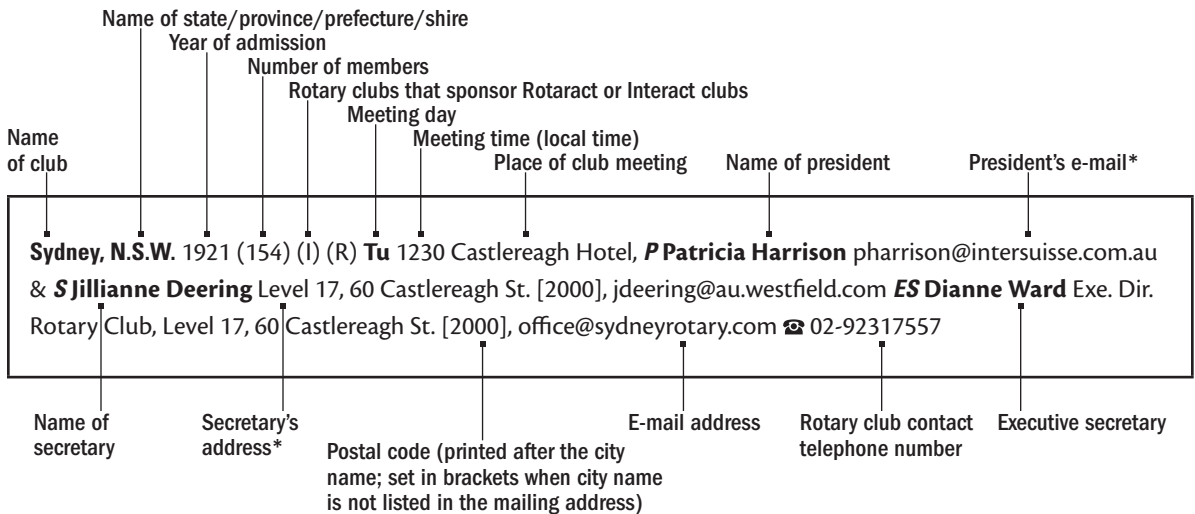 Name of state/province/prefecture/shire
Year of admission
Number of members
Rotary clubs that sponsor Rotaract or Interact clubs
Meeting day
Meeting time (local time)
Name
of club
Place of club meeting
Name of president
President's e-mail*
Sydney, N.S.W. 1921 (154) (I) (R) Tu 1230 Castlereagh Hotel, P Patricia Harrison pharrison@intersuisse.com.au
& S Jillianne Deering Level 17, 60 Castlereagh St. [2000], jdeering@au.westfield.com ES Dianne Ward Exe. Dir.
Rotary Club, Level 17, 60 Castlereagh St. [2000], office@sydneyrotary.com ☎ 02-92317557
Name of
secretary
Secretary's
address*
Postal code (printed after the city
name; set in brackets when city name
is not listed in the mailing address)
E-mail address
Rotary club contact
telephone number
Executive secretary